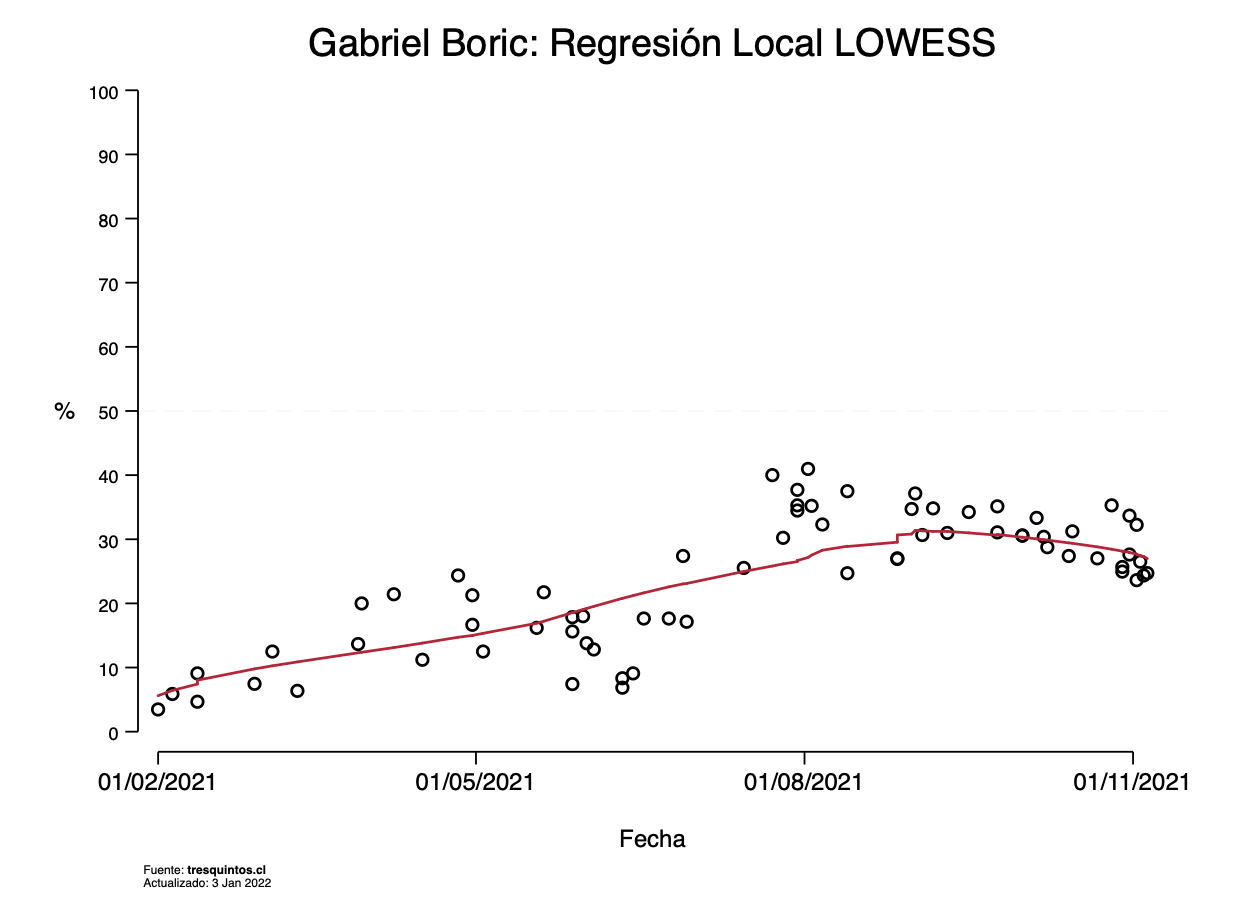 Gabriel Boric: Regresión Local LOWESS
100
90
80
70
60
% 50
40
30
20
10
0
01/02/2021 01/05/2021 01/08/2021 01/11/2021
Fecha
Fuente: tresquintos.cl
Actualizado: 3 Jan 2022